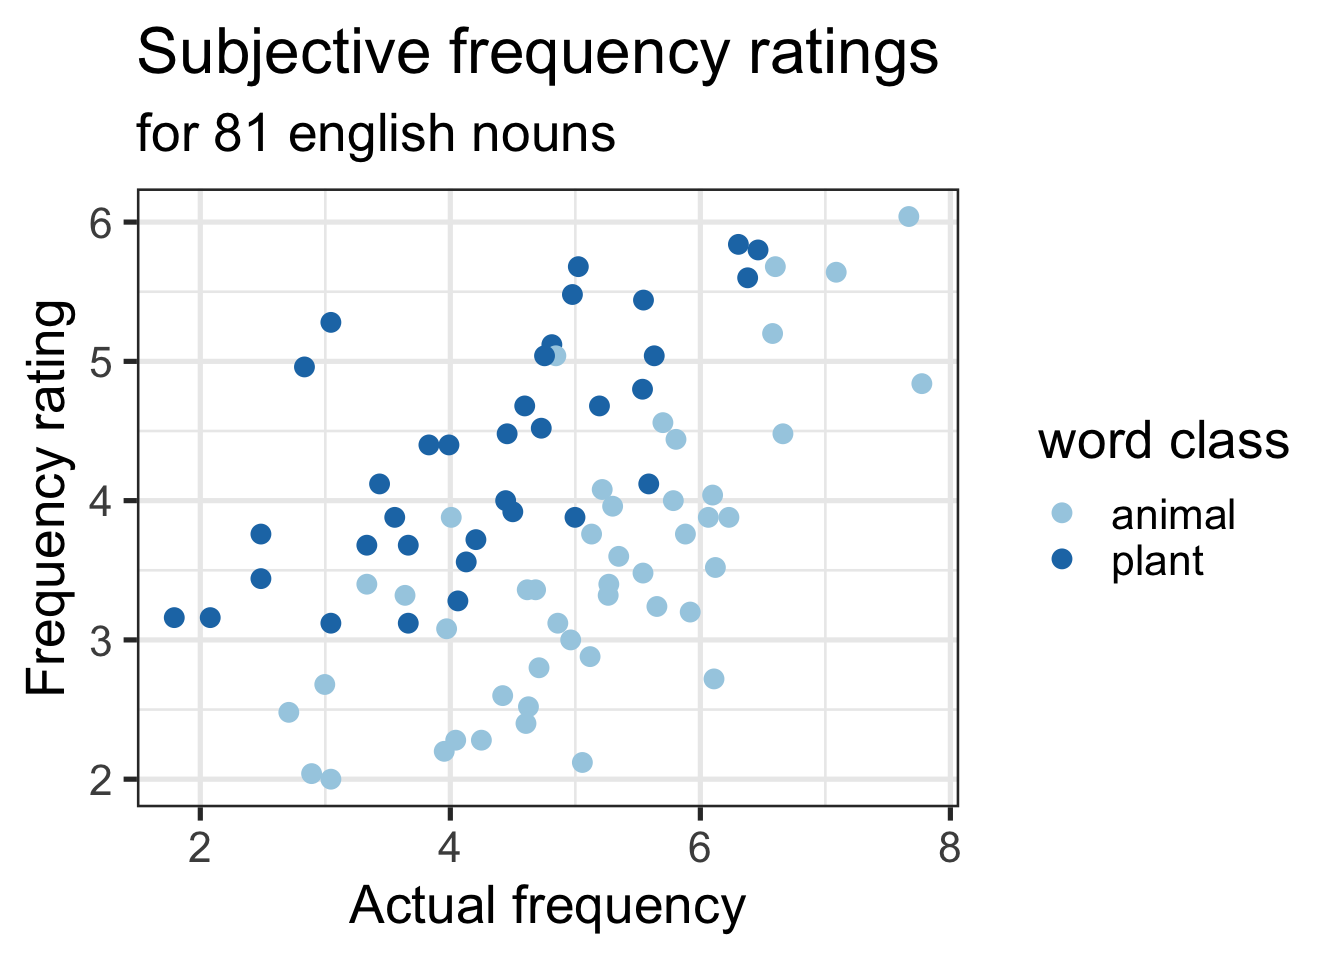 Subjective frequency ratings
for 81 english nouns
6
5
4
3
2
Frequency rating
2 4 6 8
Actual frequency
word class
animal
plant